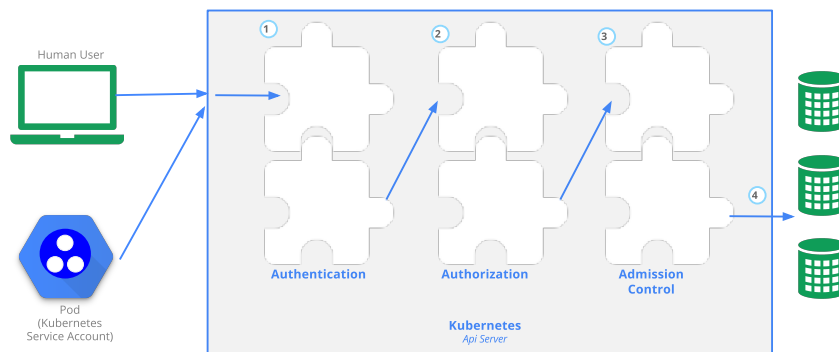 Human User
1
2
3
4
Authentication
Authorization
Admission
Control
Pod
(Kubernetes
Service Account)
Kubernetes
Api Server